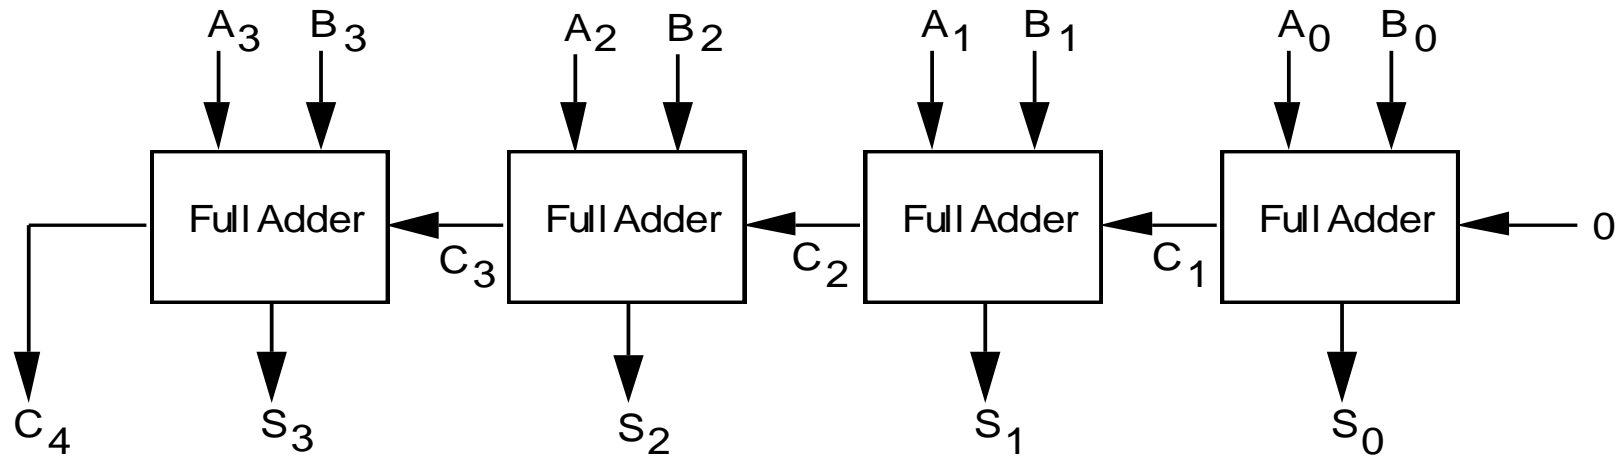 A3 B3 A2 B2 A1 B1 A0 B0
Full Adder Full Adder Full Adder Full Adder 0
C3 C2 C1
C4 S3 S2 S1 S0